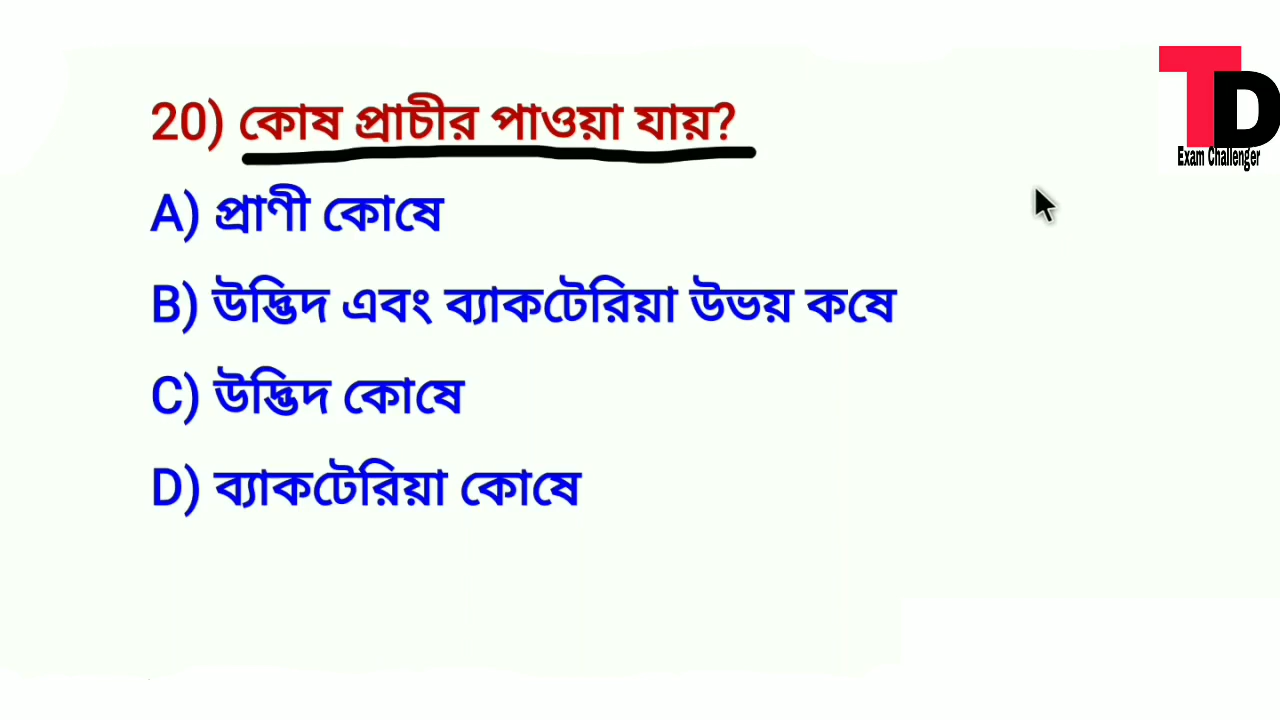 20) কোষ প্রাচীর পাওয়া যায়?
A) প্রাণী কোষে
B) উদ্ভিদ এবং ব্যাকটেরিয়া উভয় কষে
C) উদ্ভিদ কোষে
D) ব্যাকটেরিয়া কোষে
TD
Exam Challenger